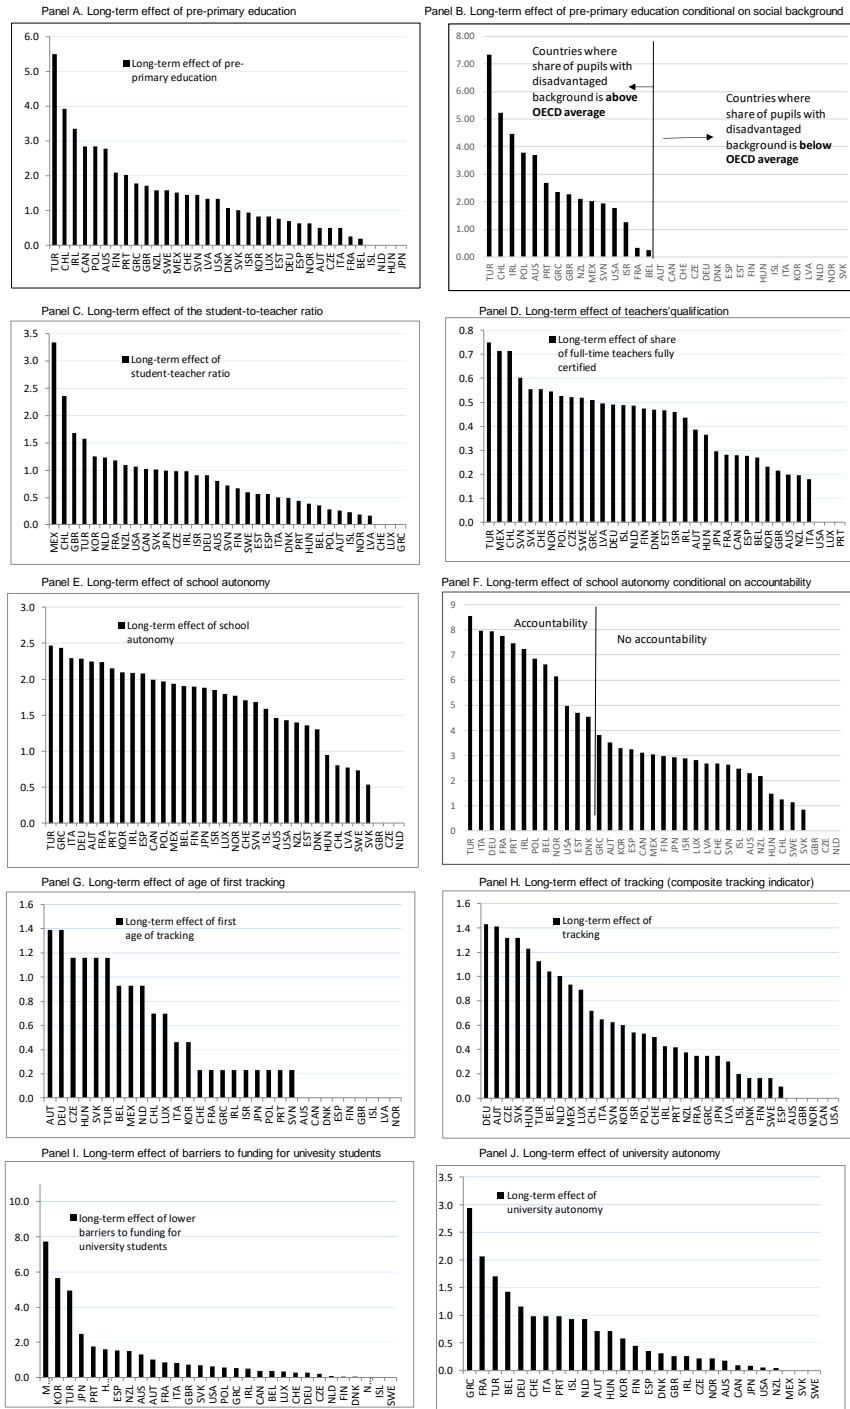 Panel A. Long-term effect of pre-primary education
6.0
5.0
4.0
3.0
2.0
1.0
0.0
Long-term effect of pre-
primary education
TUR CHL IRL CAN POL AUS FIN PRT GRC GBR NZL SWE MEX CHE SVN LVA USA DNK SVK ISR KOR LUX EST DEU ESP NOR AUT CZE ITA FRA BEL ISL NLD HUN JPN
Panel B. Long-term effect of pre-primary education conditional on social background
8.00
7.00
6.00
5.00
4.00
3.00
2.00
1.00
0.00
Countries where
share of pupils with
disadvantaged
background is above
OECD average
Countries where
share of pupils with
disadvantaged
background is below
OECD average
TUR CHL IRL POL AUS PRT GRC GBR NZL MEX SVN USA ISR FRA BEL AUT CAN CHE CZE DEU DNK ESP EST FIN HUN ISL ITA KOR LVA NLD NOR SVK
Panel C. Long-term effect of the student-to-teacher ratio
3.5
3.0
2.5
2.0
1.5
1.0
0.5
0.0
Long-term effect of
student-teacher ratio
MEX CHL GBR TUR KOR NLD FRA NZL USA CAN SVK JPN CZE IRL ISR DEU AUS SVN FIN SWE EST ESP ITA DNK PRT HUN BEL POL AUT ISL NOR LVA CHE LUX GRC
Panel D. Long-term effect of teachers'qualification
0.8
0.7
0.6
0.5
0.4
0.3
0.2
0.1
0.0
Long-term effect of share
of full-time teachers fully
certified
TUR MEX CHL SVN SVK CHE NOR POL CZE SWE GRC LVA DEU ISL NLD FIN DNK EST ISR IRL AUT HUN JPN FRA CAN ESP BEL KOR GBR AUS NZL ITA USA LUX PRT
Panel E. Long-term effect of school autonomy
3.0
2.5
2.0
1.5
1.0
0.5
0.0
Long-term effect of school
autonomy
TUR GRC ITA DEU AUT FRA PRT KOR IRL ESP CAN POL MEX BEL FIN JPN ISR LUX NOR CHE SVN ISL AUS USA NZL EST DNK HUN CHL LVA SWE SVK GBR CZE NLD
Panel F. Long-term effect of school autonomy conditional on accountability
9
8
7
6
5
4
3
2
1
0
Accountability
No accountability
TUR ITA DEU FRA PRT IRL POL BEL NOR USA EST DNK GRC AUT KOR ESP CAN MEX FIN JPN ISR LUX LVA CHE SVN ISL AUS NZL HUN CHL SWE SVK GBR CZE NLD
Panel G. Long-term effect of age of first tracking
1.6
1.4
1.2
1.0
0.8
0.6
0.4
0.2
0.0
Long-term effect of first
age of tracking
AUT DEU CZE HUN SVK TUR BEL MEX NLD CHL LUX ITA KOR CHE FRA GRC IRL ISR JPN POL PRT SVN AUS CAN DNK ESP FIN GBR ISL LVA NOR
Panel H. Long-term effect of tracking (composite tracking indicator)
1.6
1.4
1.2
1.0
0.8
0.6
0.4
0.2
0.0
Long-term effect of
tracking
DEU AUT CZE SVK HUN TUR BEL NLD MEX LUX CHL ITA SVN KOR ISR POL CHE IRL PRT NZL FRA GRC JPN LVA ISL DNK FIN SWE ESP AUS GBR NOR CAN USA
Panel I. Long-term effect of barriers to funding for univesity students
10.0
8.0
6.0
4.0
2.0
0.0
long-term effect of lower
barriers to funding for
university students
M... KOR TUR JPN PRT H... ESP NZL AUS AUT FRA ITA GBR SVK USA POL GRC IRL CAN BEL LUX CHE DEU CZE NLD FIN DNK N... ISL SWE
Panel J. Long-term effect of university autonomy
3.5
3.0
2.5
2.0
1.5
1.0
0.5
0.0
Long-term effect of
university autonomy
GRC FRA TUR BEL DEU CHE ITA PRT ISL NLD AUT HUN KOR FIN ESP DNK GBR IRL CZE NOR AUS CAN JPN USA NZL MEX SVK SWE